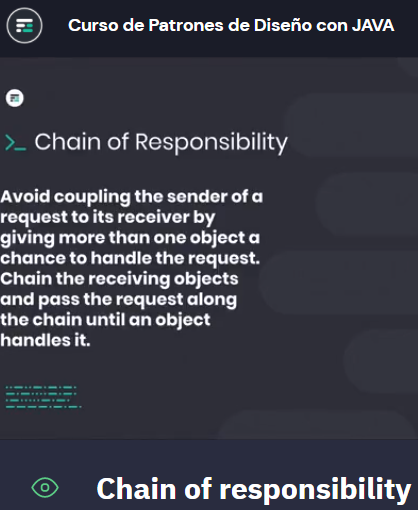 Curso de Patrones de Diseño con JAVA
>_ Chain of Responsibility
Avoid coupling the sender of a
request to its receiver by
giving more than one object a
chance to handle the request.
Chain the receiving objects
and pass the request along
the chain until an object
handles it.
Chain of responsibility